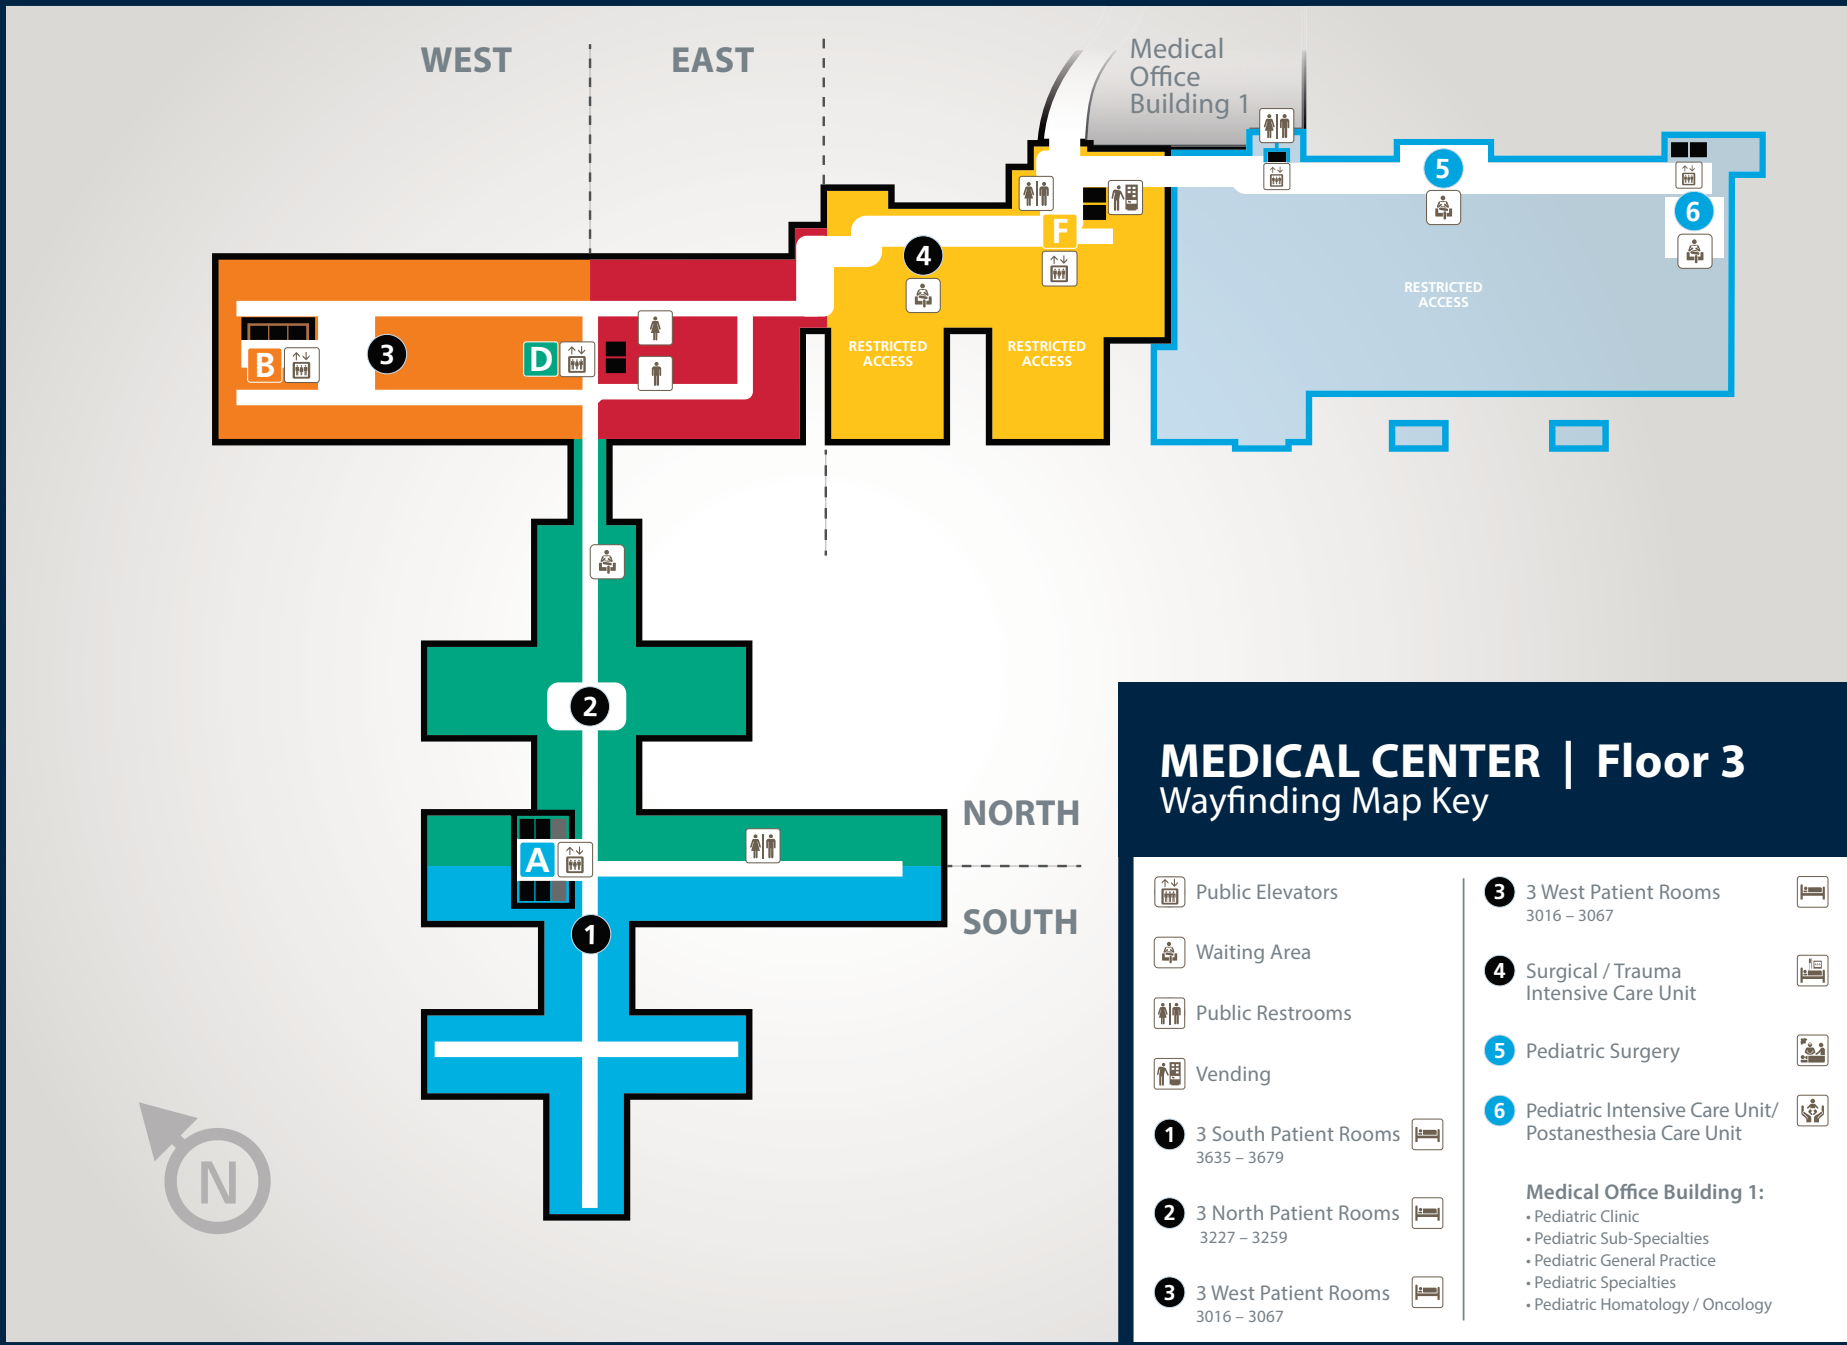 WEST
EAST
Medical
Office
Building 1
5
6
F
4
RESTRICTED
ACCESS
B
3
D
RESTRICTED
ACCESS
RESTRICTED
ACCESS
2
A
NORTH
SOUTH
1
N
MEDICAL CENTER | Floor 3
Wayfinding Map Key
Public Elevators
Waiting Area
Public Restrooms
Vending
1 3 South Patient Rooms
3635 – 3679
2 3 North Patient Rooms
3227 – 3259
3 3 West Patient Rooms
3016 – 3067
3 3 West Patient Rooms
3016 – 3067
4 Surgical / Trauma
Intensive Care Unit
5 Pediatric Surgery
6 Pediatric Intensive Care Unit/
Postanesthesia Care Unit
Medical Office Building 1:
• Pediatric Clinic
• Pediatric Sub-Specialties
• Pediatric General Practice
• Pediatric Specialties
• Pediatric Homatology / Oncology